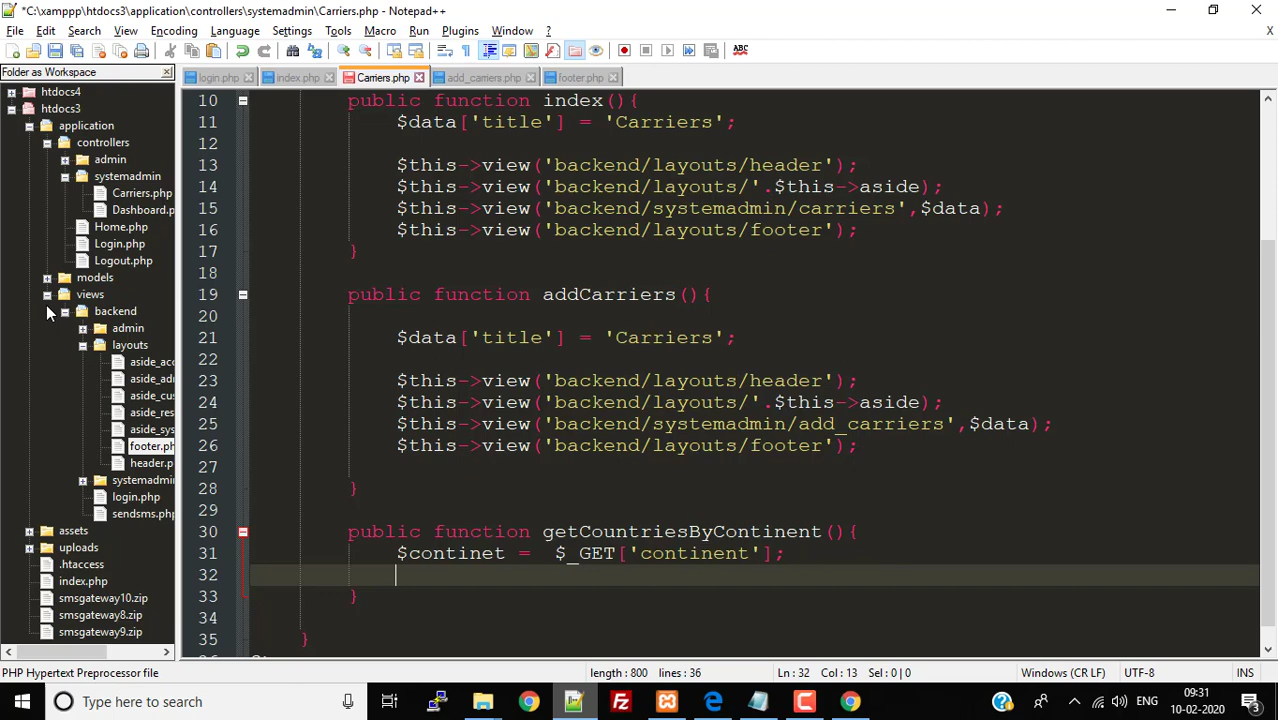 *C:\xamppp\htdocs3\application\controllers\systemadmin\Carriers.php - Notepad++
File Edit Search View Encoding Language Settings Tools Macro Run Plugins Window ?
X
ABC
Folder as Workspace
login.php index.php Carriers.php add_carriers.php footer.php
htdocs4
htdocs3
application
controllers
admin
systemadmin
Carriers.php
Dashboard.p
Home.php
Login.php
Logout.php
models
views
backend
admin
layouts
aside_acc
aside_adr
aside_cus
aside_res
aside_sys
footer.ph
header.p
systemadmi
login.php
sendsms.php
assets
uploads
.htaccess
index.php
smsgateway10.zip
smsgateway8.zip
smsgateway9.zip
10 public function index(){
11 $data['title'] = 'Carriers';
12
13 $this->view('backend/layouts/header');
14 $this->view('backend/layouts/'.$this->aside);
15 $this->view('backend/systemadmin/carriers',$data);
16 $this->view('backend/layouts/footer');
17 }
18
19 public function addCarriers(){
20
21 $data['title'] = 'Carriers';
22
23 $this->view('backend/layouts/header');
24 $this->view('backend/layouts/'.$this->aside);
25 $this->view('backend/systemadmin/add_carriers',$data);
26 $this->view('backend/layouts/footer');
27
28 }
29
30 public function getCountriesByContinent(){
31 $continet =  $_GET['continent'];
32
33 }
34
35 }
PHP Hypertext Preprocessor file length : 800 lines : 36 Ln : 32 Col : 13 Sel : 0 | 0 Windows (CR LF) UTF-8 INS
Type here to search
09:31
10-02-2020
3